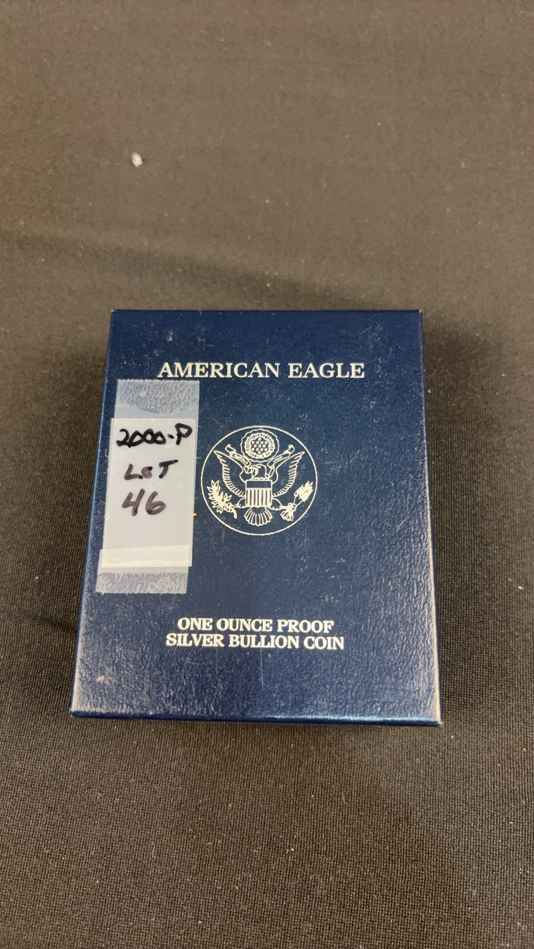 AMERICAN EAGLE
2000-P
LOT
46
ONE OUNCE PROOF
SILVER BULLION COIN